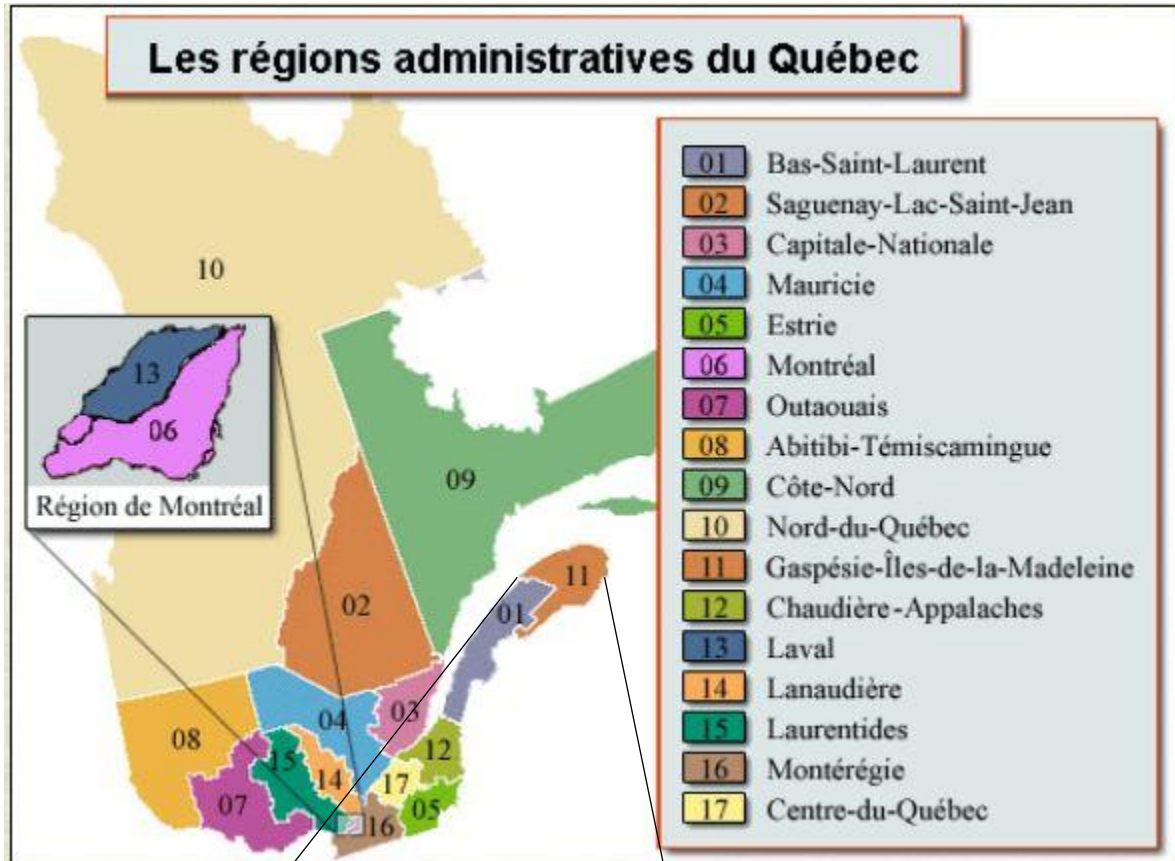 Les régions administratives du Québec
01 Bas-Saint-Laurent
02 Saguenay-Lac-Saint-Jean
03 Capitale-Nationale
04 Mauricie
05 Estrie
06 Montréal
07 Outaouais
08 Abitibi-Témiscamingue
09 Côte-Nord
10 Nord-du-Québec
11 Gaspésie-Îles-de-la-Madeleine
12 Chaudière-Appalaches
13 Laval
14 Lanaudière
15 Laurentides
16 Montérégie
17 Centre-du-Québec
10
13
06
Région de Montréal
09
11
02
01
04
03
08
12
15
14
17
07
05
16